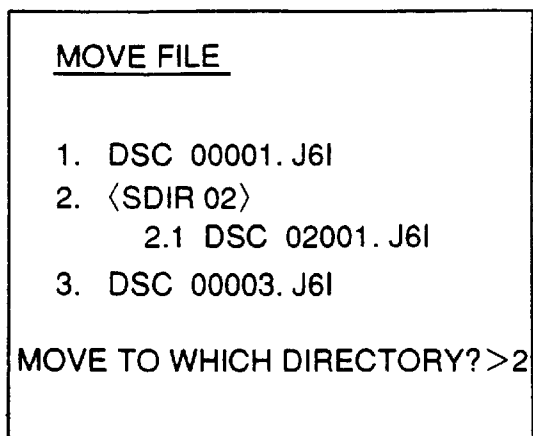 MOVE FILE
1. DSC 00001. J6I
2. 〈SDIR 02〉
2.1 DSC 02001. J6I
3. DSC 00003. J6I
MOVE TO WHICH DIRECTORY?>2